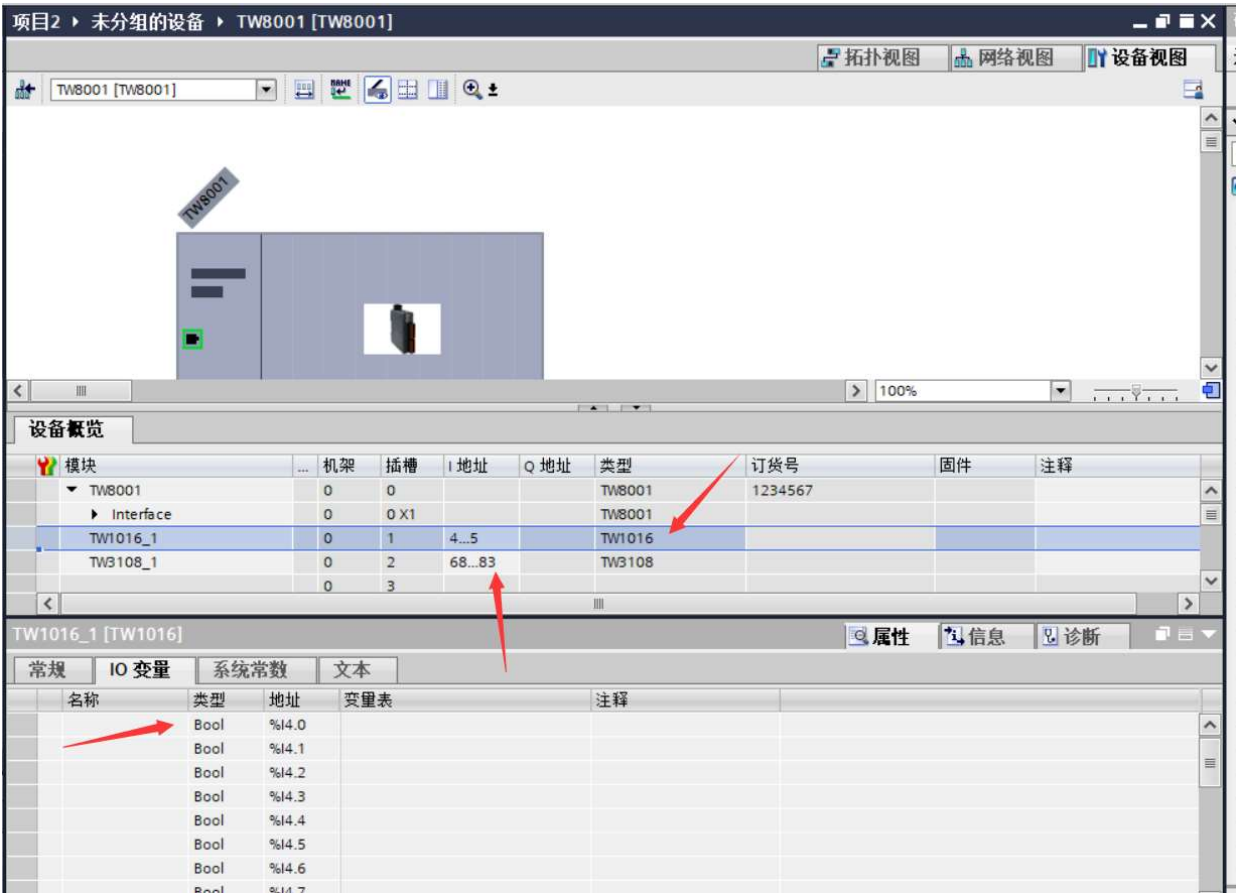 项目2 ▸ 未分组的设备 ▸ TW8001 [TW8001]
拓扑视图 网络视图 设备视图
TW8001 [TW8001]
TW8001
100%
设备概览
模块 ... 机架 插槽 I 地址 Q 地址 类型 订货号 固件 注释
TW8001 0 0 TW8001 1234567
Interface 0 0 X1 TW8001
TW1016_1 0 1 4...5 TW1016
TW3108_1 0 2 68...83 TW3108
0 3
TW1016_1 [TW1016] 属性 信息 诊断
常规 IO 变量 系统常数 文本
名称 类型 地址 变量表 注释
Bool %I4.0
Bool %I4.1
Bool %I4.2
Bool %I4.3
Bool %I4.4
Bool %I4.5
Bool %I4.6
Bool %I4.7